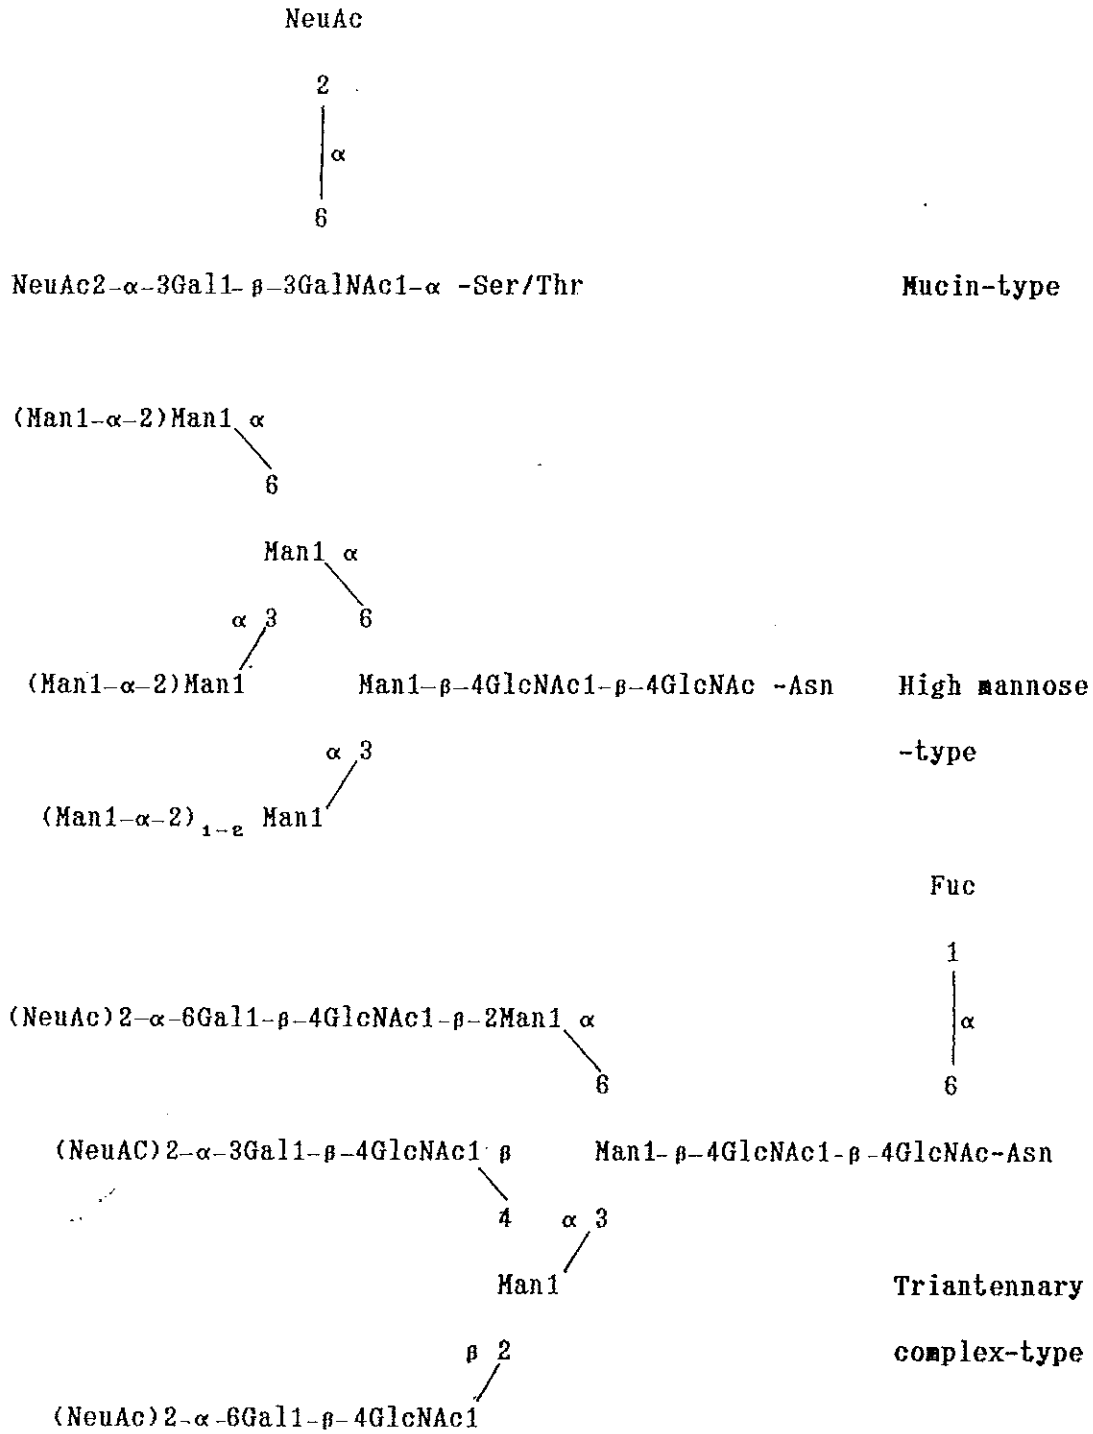 NeuAc
2
α
6
NeuAc2-α-3Gal1-β-3GalNAc1-α -Ser/Thr Mucin-type
(Man1-α-2)Man1 α
6
Man1 α
α 3 6
(Man1-α-2)Man1 Man1-β-4GlcNAc1-β-4GlcNAc -Asn High mannose
α 3 -type
(Man1-α-2)1-2 Man1
Fuc
1
(NeuAc)2-α-6Gal1-β-4GlcNAc1-β-2Man1 α α
6 6
(NeuAC)2-α-3Gal1-β-4GlcNAc1 β Man1-β-4GlcNAc1-β-4GlcNAc-Asn
4 α 3
Man1 Triantennary
β 2 complex-type
(NeuAc)2-α-6Gal1-β-4GlcNAc1